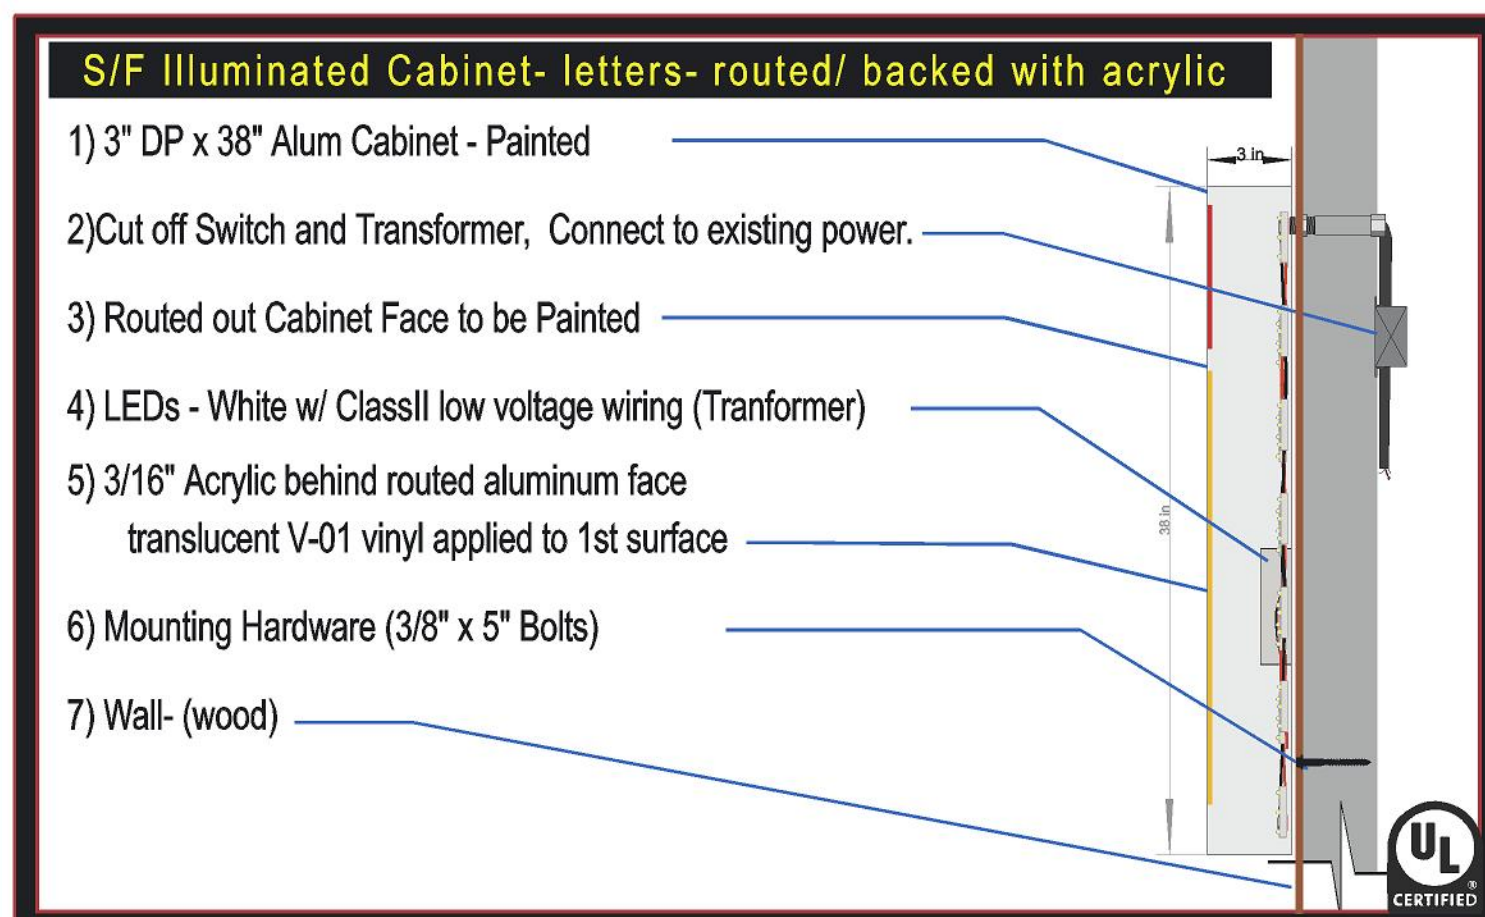 S/F Illuminated Cabinet- letters- routed/ backed with acrylic
1) 3" DP x 38" Alum Cabinet - Painted
3 in
2)Cut off Switch and Transformer, Connect to existing power.
3) Routed out Cabinet Face to be Painted
4) LEDs - White w/ ClassII low voltage wiring (Tranformer)
5) 3/16" Acrylic behind routed aluminum face
translucent V-01 vinyl applied to 1st surface
38 in
6) Mounting Hardware (3/8" x 5" Bolts)
7) Wall- (wood)
UL
®
CERTIFIED